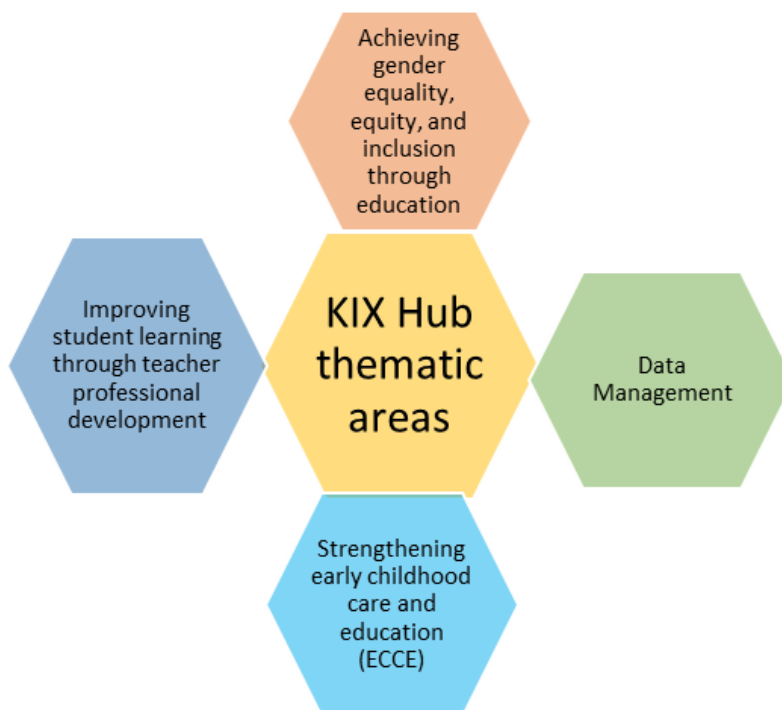 Achieving
gender
equality,
equity, and
inclusion
through
education
Improving
student learning
through teacher
professional
development
KIX Hub
thematic
areas
Data
Management
Strengthening
early childhood
care and
education
(ECCE)